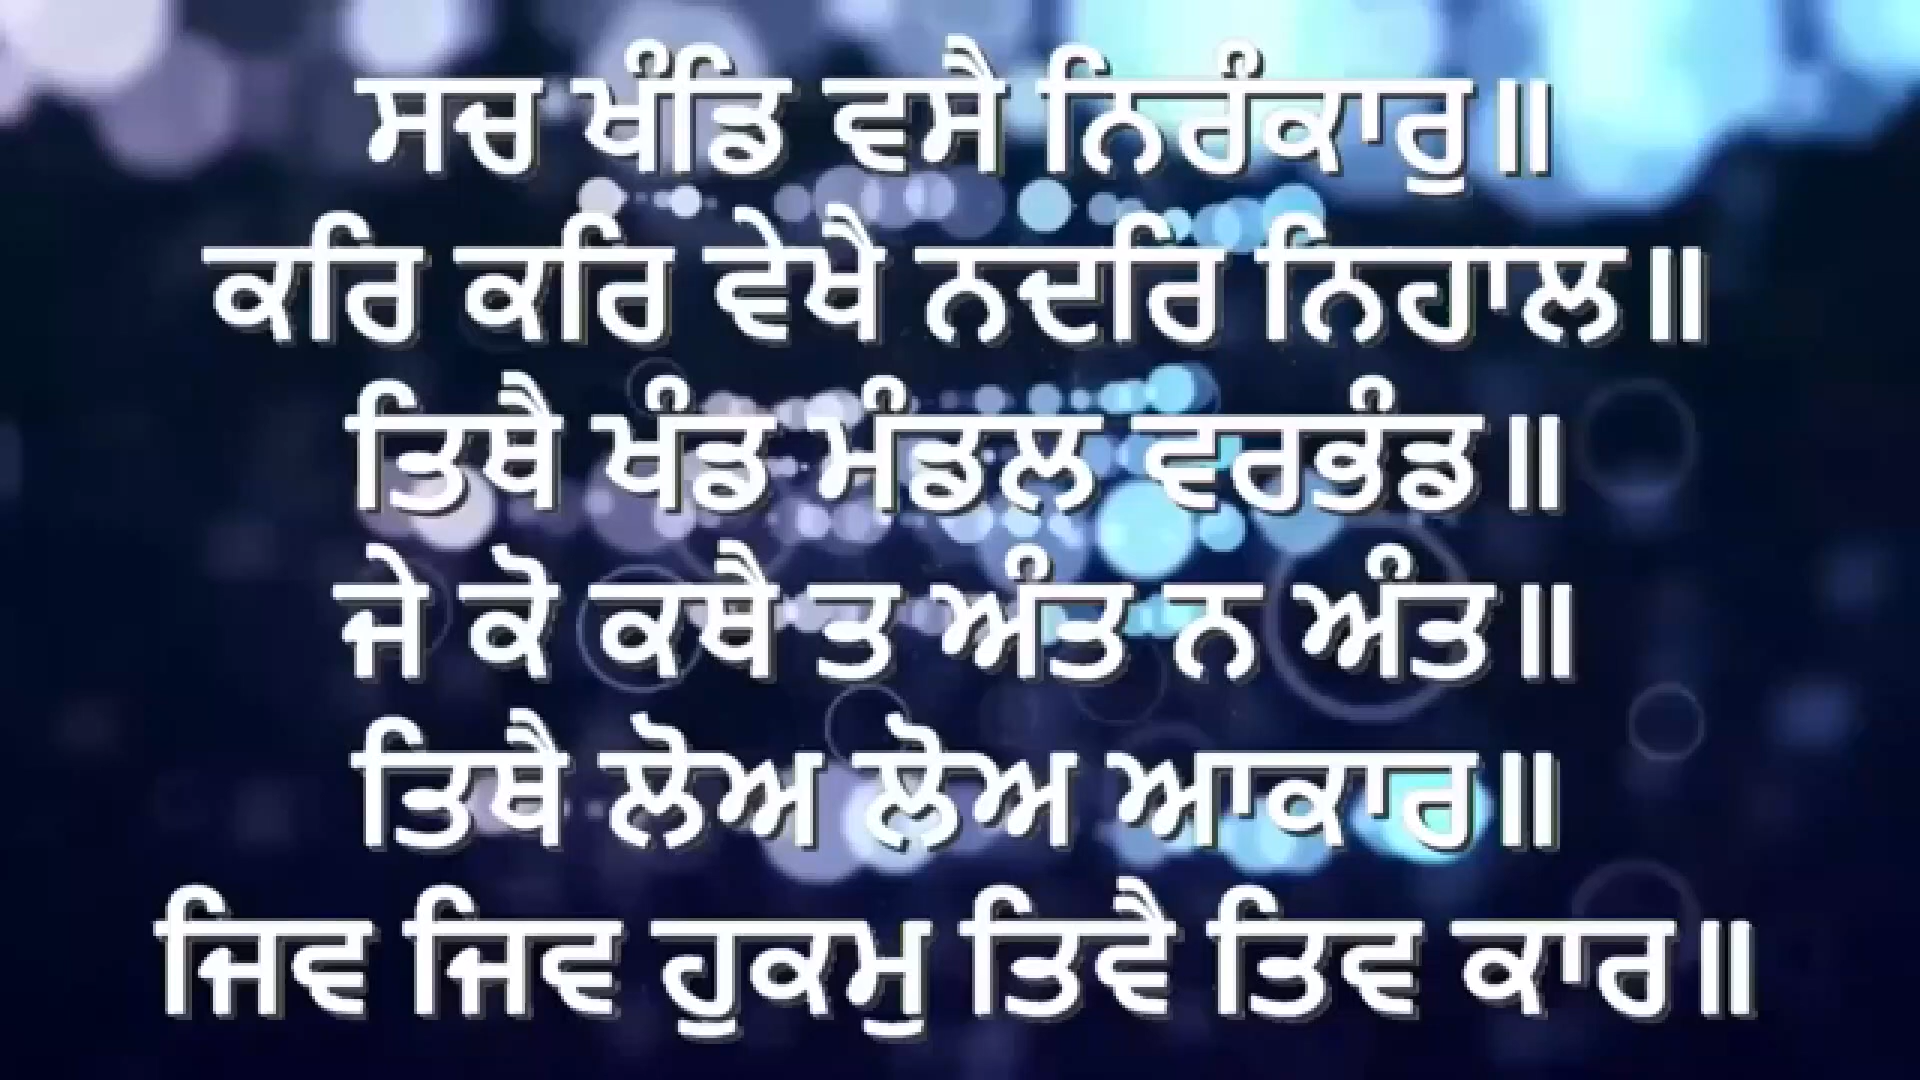 ਸਚ ਖੰਡਿ ਵਸੈ ਨਿਰੰਕਾਰੁ॥
ਕਰਿ ਕਰਿ ਵੇਖੈ ਨਦਰਿ ਨਿਹਾਲ॥
ਤਿਥੈ ਖੰਡ ਮੰਡਲ ਵਰਭੰਡ॥
ਜੇ ਕੋ ਕਥੈ ਤ ਅੰਤ ਨ ਅੰਤ॥
ਤਿਥੈ ਲੋਅ ਲੋਅ ਆਕਾਰ॥
ਜਿਵ ਜਿਵ ਹੁਕਮੁ ਤਿਵੈ ਤਿਵ ਕਾਰ॥